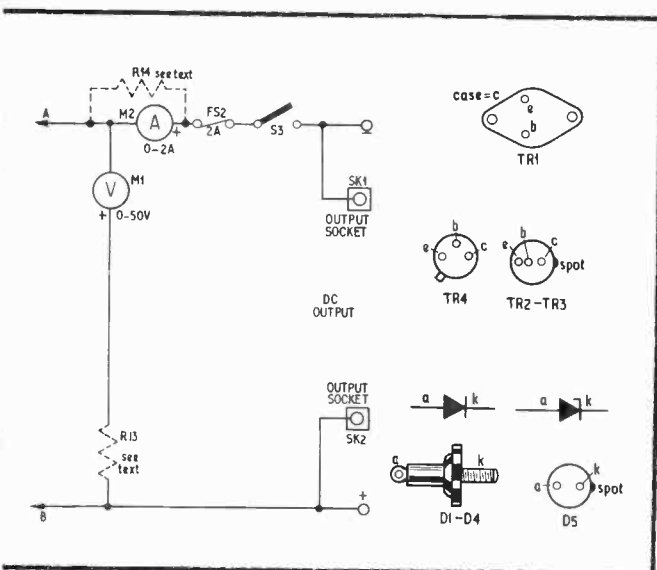 R14 see text
A
M2
A
+
0-2A
FS2
2A
S3
-
V
M1
+ 0-50V
SK1
OUTPUT
SOCKET
DC
OUTPUT
OUTPUT
SOCKET
SK2
R13
see
text
B
+
case=c
e
b
TR1
b
e
c
TR4
b
e
c
spot
TR2-TR3
a
k
a
k
a
k
D1-D4
a
k
spot
D5